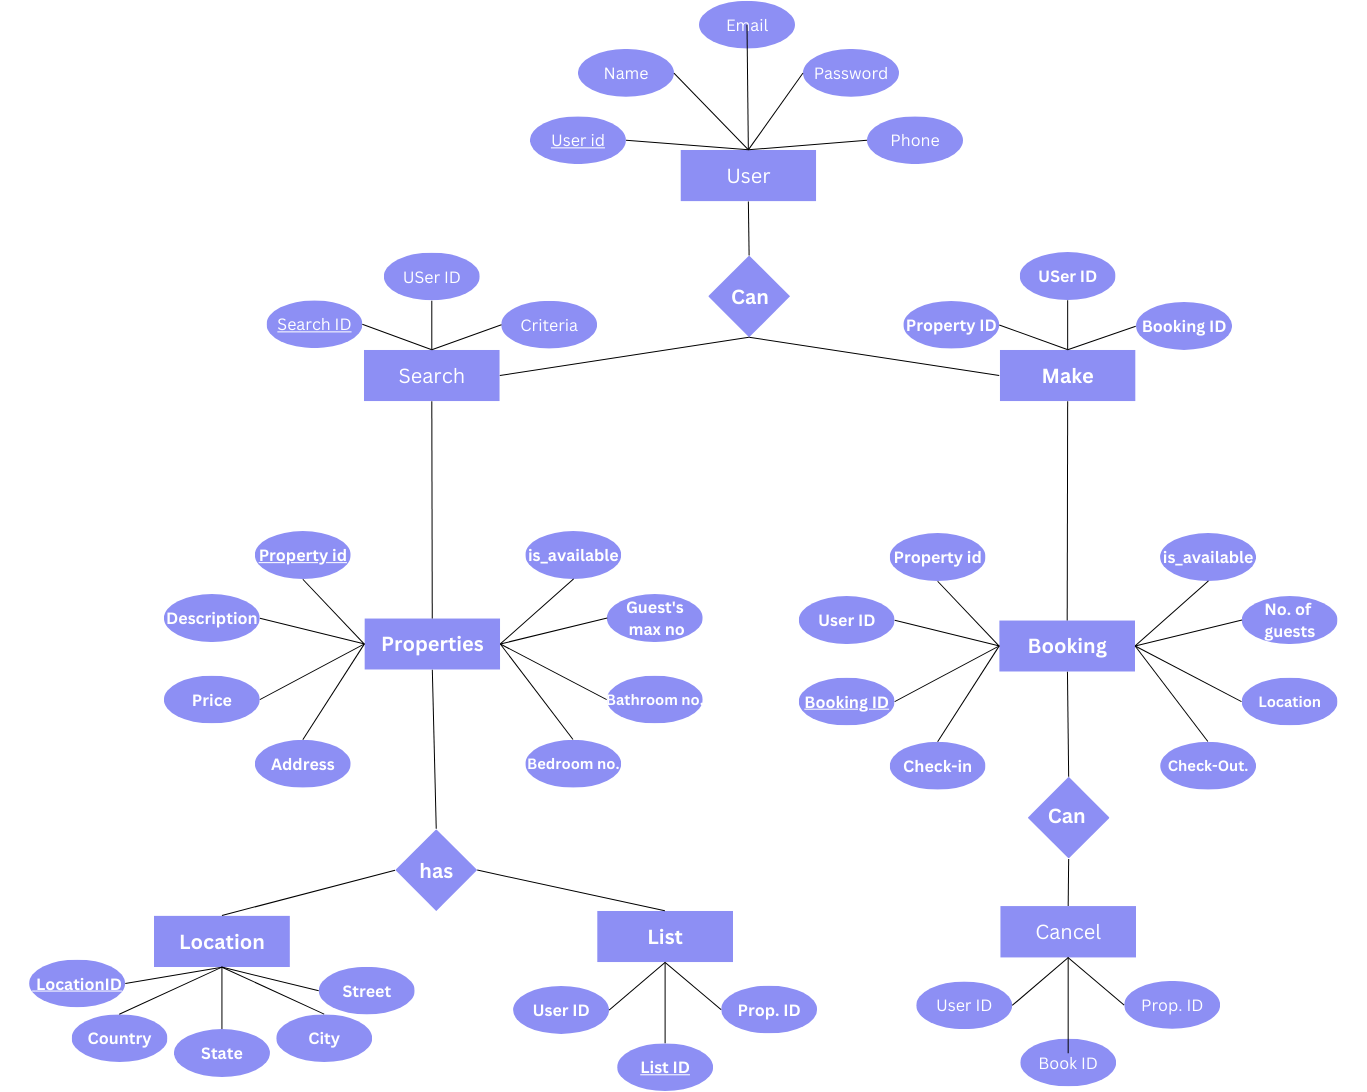 Email
Name
Password
User id
Phone
User
USer ID
Search ID
Criteria
Can
USer ID
Property ID
Booking ID
Search
Make
Property id
is_available
Description
Guest's
max no
Properties
Price
Bathroom no.
Address
Bedroom no.
Property id
is_available
User ID
No. of
guests
Booking
Booking ID
Location
Check-in
Check-Out.
Can
has
Location
List
Cancel
LocationID
Street
Country
State
City
User ID
Prop. ID
List ID
User ID
Prop. ID
Book ID